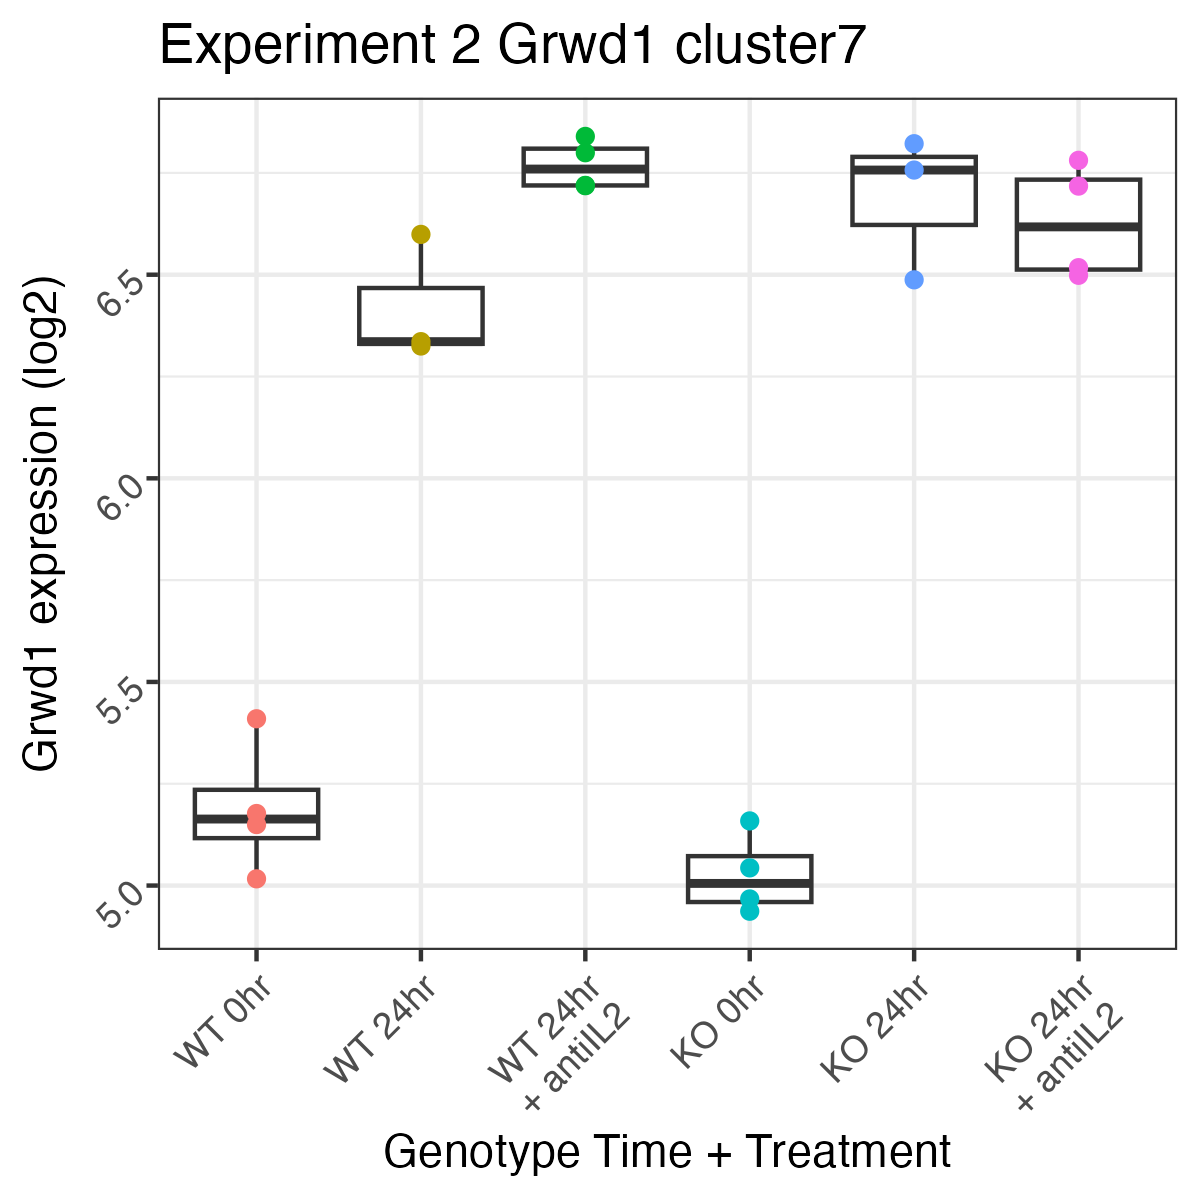 Experiment 2 Grwd1 cluster7
Grwd1 expression (log2)
6.5
6.0
5.5
5.0
WT 0hr
WT 24hr
WT 24hr
+ antiIL2
KO 0hr
KO 24hr
KO 24hr
+ antiIL2
Genotype Time + Treatment